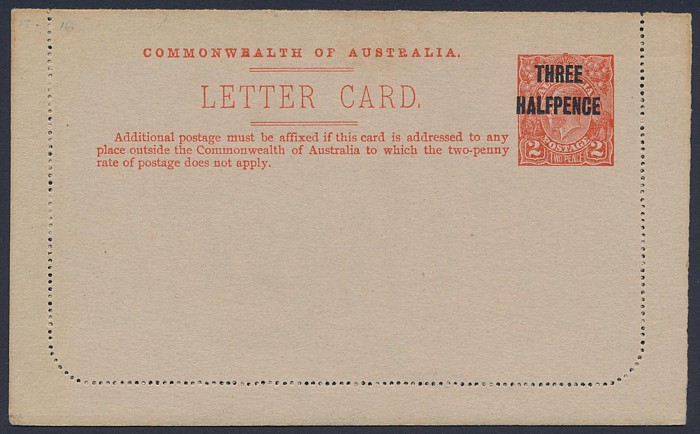 COMMONWEALTH OF AUSTRALIA.
LETTER CARD.
THREE
HALFPENCE
POSTAGE
2 TWO PENCE 2
Additional postage must be affixed if this card is addressed to any
place outside the Commonwealth of Australia to which the two-penny
rate of postage does not apply.